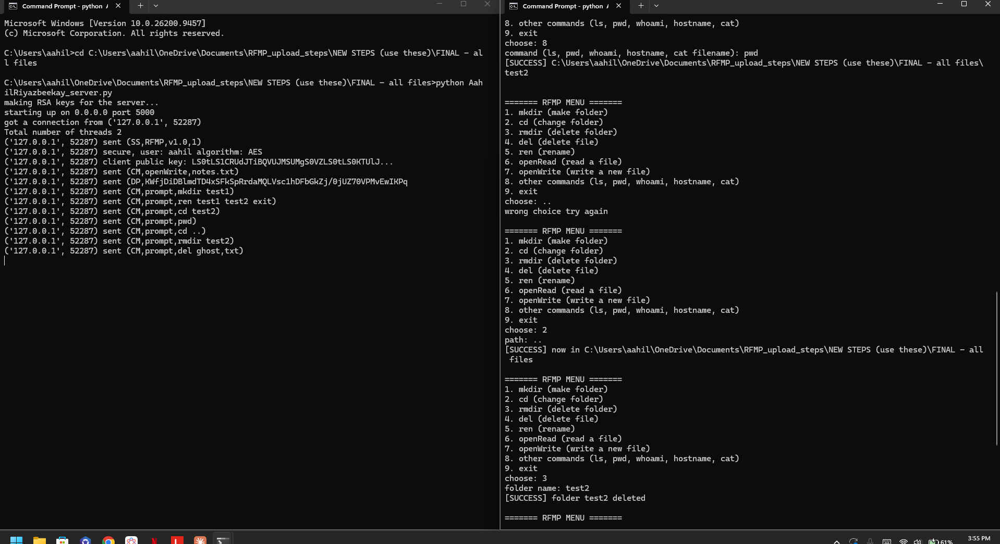 Command Prompt - python
Microsoft Windows [Version 10.0.26200.9457]
(c) Microsoft Corporation. All rights reserved.
C:\Users\aahil>cd C:\Users\aahil\OneDrive\Documents\RFMP_upload_steps\NEW STEPS (use these)\FINAL - al
l files
C:\Users\aahil\OneDrive\Documents\RFMP_upload_steps\NEW STEPS (use these)\FINAL - all files>python Aah
ilRiyazbeekay_server.py
making RSA keys for the server...
starting up on 0.0.0.0 port 5000
got a connection from ('127.0.0.1', 52287)
Total number of threads 2
('127.0.0.1', 52287) sent (SS,RFMP,v1.0,1)
('127.0.0.1', 52287) secure, user: aahil algorithm: AES
('127.0.0.1', 52287) client public key: LS0tLS1CRUdJTiBQVUJMSUMgS0VZLS0tLS0KTUlJ...
('127.0.0.1', 52287) sent (CM,openWrite,notes.txt)
('127.0.0.1', 52287) sent (DP,KWfjDiDBlmdTD4xSFkSpRrdaMQLVsc1hDFbGkZj/0jUZ70VPMvEwIKPq
('127.0.0.1', 52287) sent (CM,prompt,mkdir test1)
('127.0.0.1', 52287) sent (CM,prompt,ren test1 test2 exit)
('127.0.0.1', 52287) sent (CM,prompt,cd test2)
('127.0.0.1', 52287) sent (CM,prompt,pwd)
('127.0.0.1', 52287) sent (CM,prompt,cd ..)
('127.0.0.1', 52287) sent (CM,prompt,rmdir test2)
('127.0.0.1', 52287) sent (CM,prompt,del ghost,txt)
Command Prompt - python
8. other commands (ls, pwd, whoami, hostname, cat)
9. exit
choose: 8
command (ls, pwd, whoami, hostname, cat filename): pwd
[SUCCESS] C:\Users\aahil\OneDrive\Documents\RFMP_upload_steps\NEW STEPS (use these)\FINAL - all files\
test2
======= RFMP MENU =======
1. mkdir (make folder)
2. cd (change folder)
3. rmdir (delete folder)
4. del (delete file)
5. ren (rename)
6. openRead (read a file)
7. openWrite (write a new file)
8. other commands (ls, pwd, whoami, hostname, cat)
9. exit
choose: ..
wrong choice try again
======= RFMP MENU =======
1. mkdir (make folder)
2. cd (change folder)
3. rmdir (delete folder)
4. del (delete file)
5. ren (rename)
6. openRead (read a file)
7. openWrite (write a new file)
8. other commands (ls, pwd, whoami, hostname, cat)
9. exit
choose: 2
path: ..
[SUCCESS] now in C:\Users\aahil\OneDrive\Documents\RFMP_upload_steps\NEW STEPS (use these)\FINAL - all
files
======= RFMP MENU =======
1. mkdir (make folder)
2. cd (change folder)
3. rmdir (delete folder)
4. del (delete file)
5. ren (rename)
6. openRead (read a file)
7. openWrite (write a new file)
8. other commands (ls, pwd, whoami, hostname, cat)
9. exit
choose: 3
folder name: test2
[SUCCESS] folder test2 deleted
======= RFMP MENU =======
61%
3:55 PM